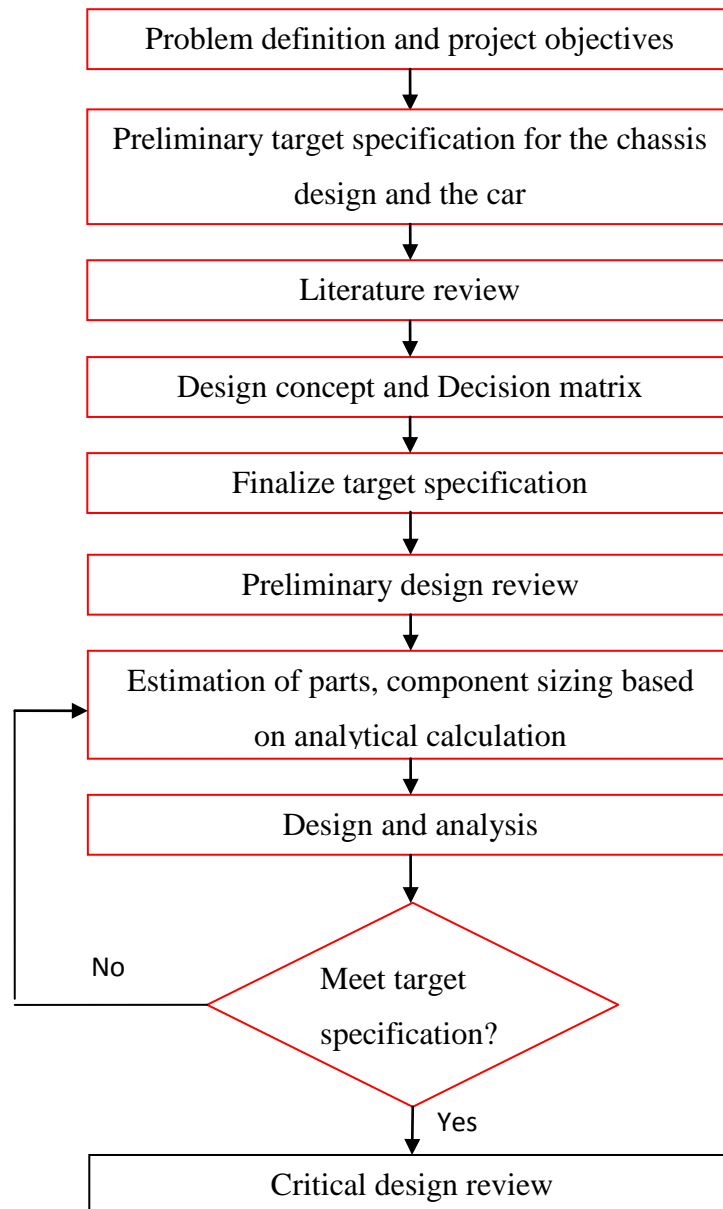 Problem definition and project objectives
Preliminary target specification for the chassis
design and the car
Literature review
Design concept and Decision matrix
Finalize target specification
Preliminary design review
Estimation of parts, component sizing based
on analytical calculation
Design and analysis
No
Meet target
specification?
Yes
Critical design review